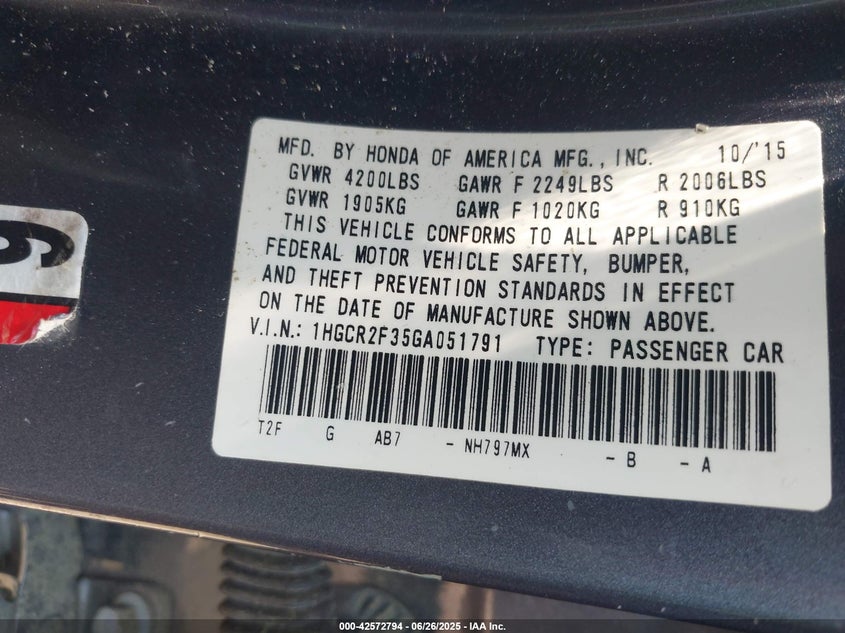 MFD. BY HONDA OF AMERICA MFG., INC. 10/'15
GVWR 4200LBS GAWR F 2249LBS R 2006LBS
GVWR 1905KG GAWR F 1020KG R 910KG
THIS VEHICLE CONFORMS TO ALL APPLICABLE
FEDERAL MOTOR VEHICLE SAFETY, BUMPER,
AND THEFT PREVENTION STANDARDS IN EFFECT
ON THE DATE OF MANUFACTURE SHOWN ABOVE.
V.I.N.: 1HGCR2F35GA051791 TYPE: PASSENGER CAR
T2F G AB7 - NH797MX - B - A
000-42572794 - 06/26/2025 - IAA Inc.